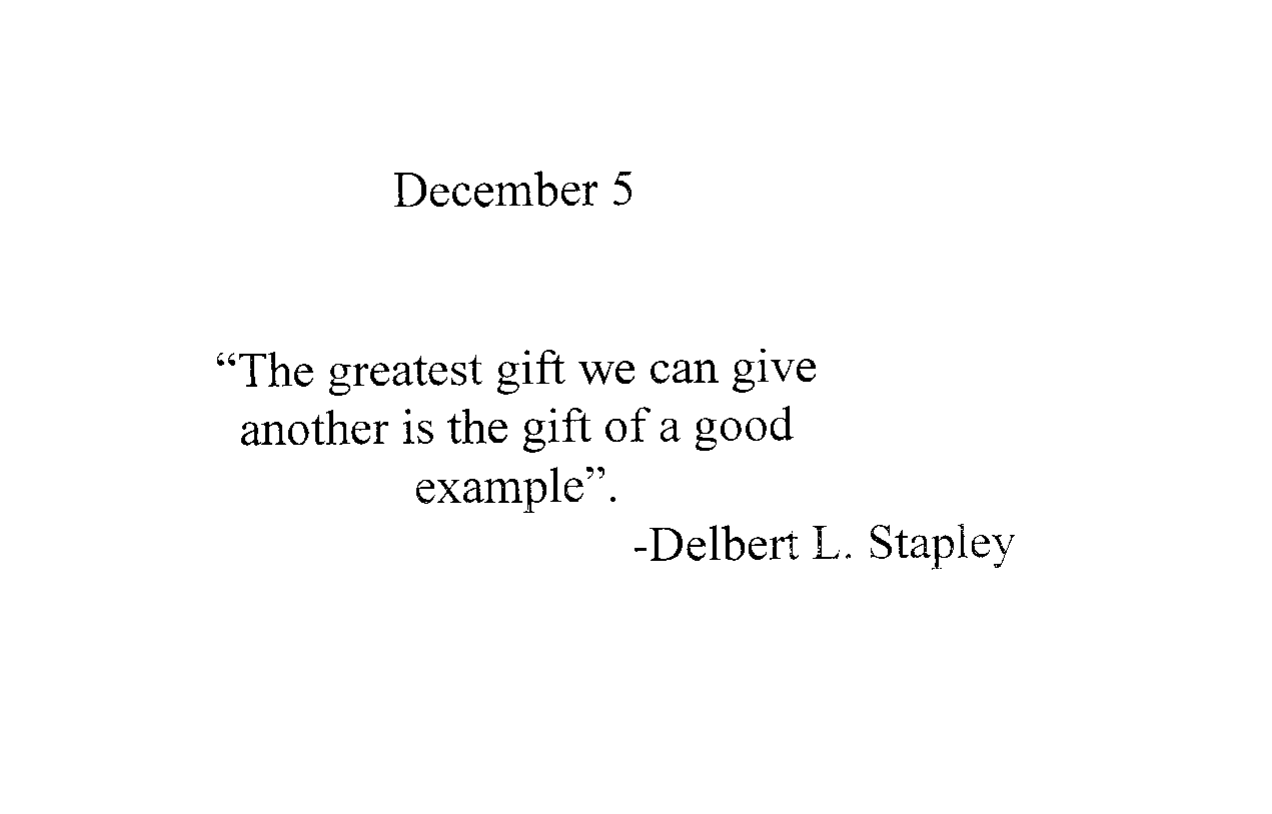 December 5
“The greatest gift we can give
another is the gift of a good
example”.
-Delbert L. Stapley